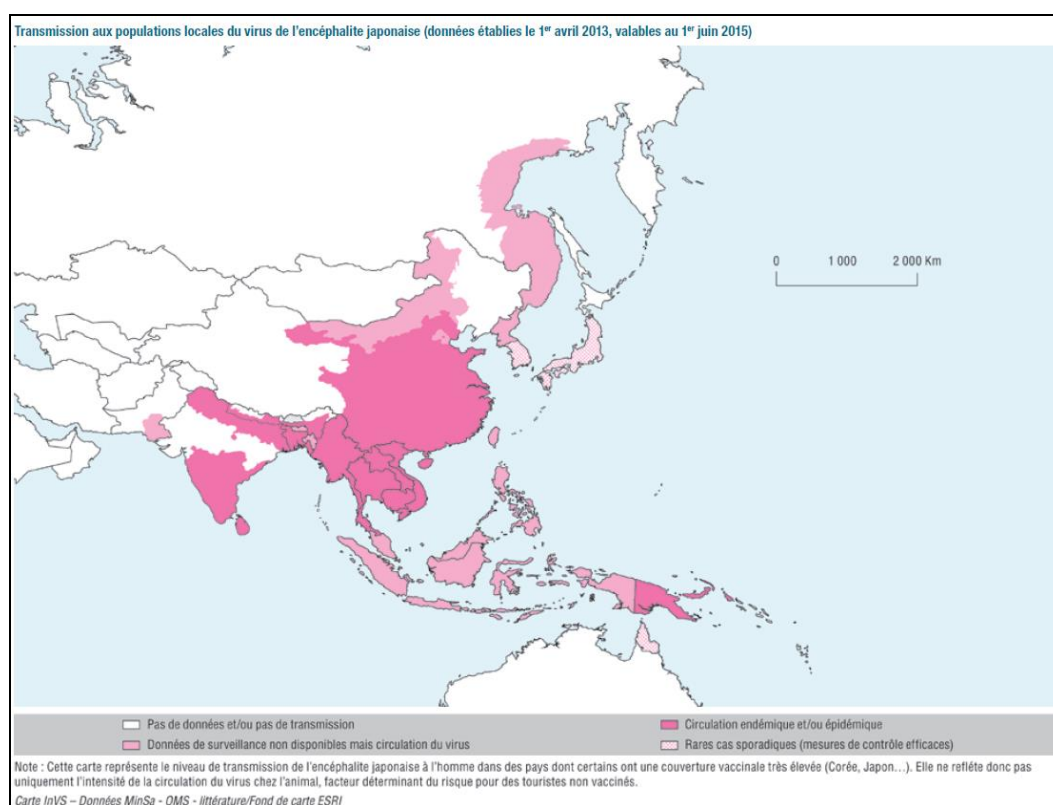 Transmission aux populations locales du virus de l'encéphalite japonaise (données établies le 1er avril 2013, valables au 1er juin 2015)
0 1 000 2 000 Km
Pas de données et/ou pas de transmission
Circulation endémique et/ou épidémique
Données de surveillance non disponibles mais circulation du virus
Rares cas sporadiques (mesures de contrôle efficaces)
Note : Cette carte représente le niveau de transmission de l'encéphalite japonaise à l'homme dans des pays dont certains ont une couverture vaccinale très élevée (Corée, Japon…). Elle ne reflète donc pas
uniquement l'intensité de la circulation du virus chez l'animal, facteur déterminant du risque pour des touristes non vaccinés.
Carte InVS – Données MinSa - OMS - littérature/Fond de carte ESRI